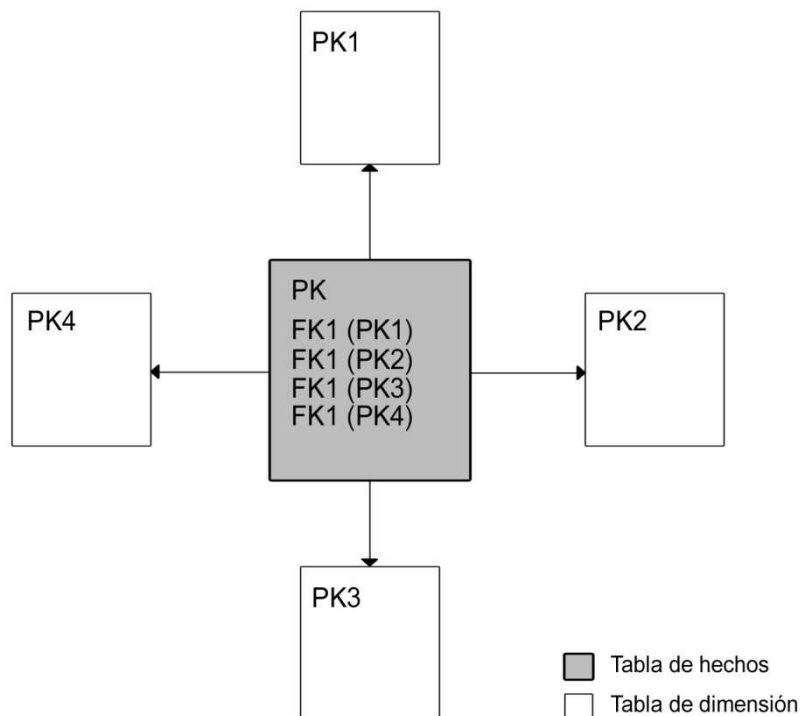 PK1
PK4
PK
FK1 (PK1)
FK1 (PK2)
FK1 (PK3)
FK1 (PK4)
PK2
PK3
Tabla de hechos
Tabla de dimensión